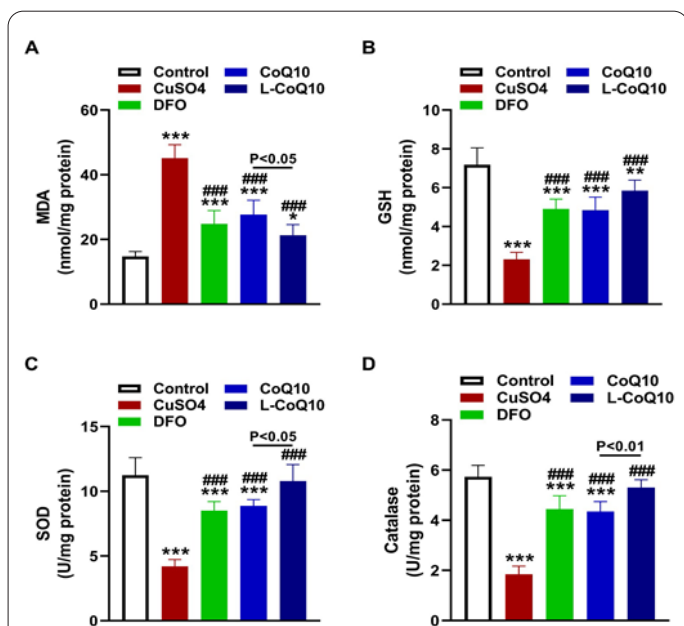 A
Control
CuSO4
DFO
CoQ10
L-CoQ10
MDA
(nmol/mg protein)
60
40
20
0
***
###
***
###
***
P<0.05
###
*
B
Control
CuSO4
DFO
CoQ10
L-CoQ10
GSH
(nmol/mg protein)
10
8
6
4
2
0
***
###
***
###
***
###
**
C
Control
CuSO4
DFO
CoQ10
L-CoQ10
SOD
(U/mg protein)
15
10
5
0
***
###
***
###
***
P<0.05
###
D
Control
CuSO4
DFO
CoQ10
L-CoQ10
Catalase
(U/mg protein)
8
6
4
2
0
***
###
***
###
***
P<0.01
###